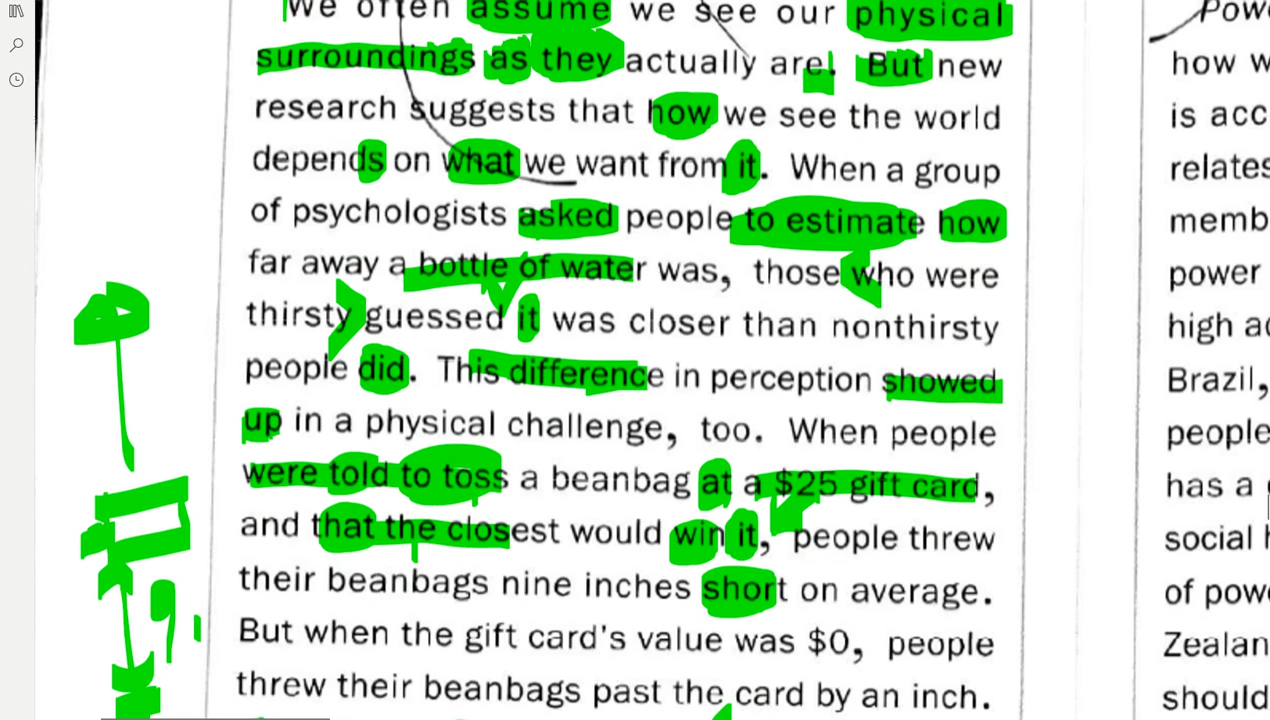 We often assume we see our physical
surroundings as they actually are. But new
research suggests that how we see the world
depends on what we want from it. When a group
of psychologists asked people to estimate how
far away a bottle of water was, those who were
thirsty guessed it was closer than nonthirsty
people did. This difference in perception showed
up in a physical challenge, too. When people
were told to toss a beanbag at a $25 gift card,
and that the closest would win it, people threw
their beanbags nine inches short on average.
But when the gift card's value was $0, people
threw their beanbags past the card by an inch.
how
is
relates
power
high
Brazil,
people
has a
social
of
should